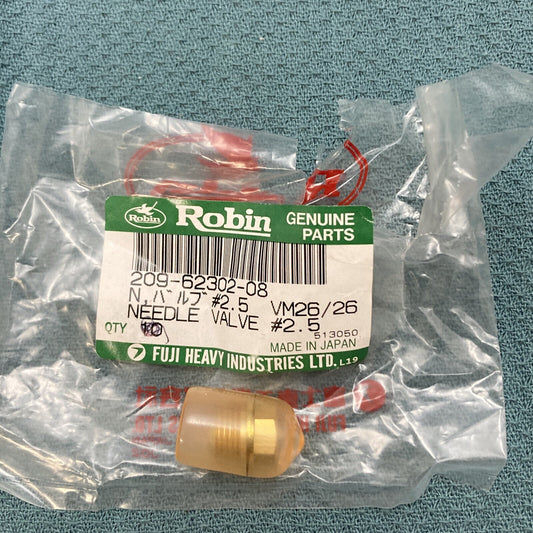 Robin
Robin GENUINE PARTS
209-62302-08
N,バルブ #2.5 VM26/26
NEEDLE VALVE #2.5
513050
QTY
MADE IN JAPAN
FUJI HEAVY INDUSTRIES LTD. L19